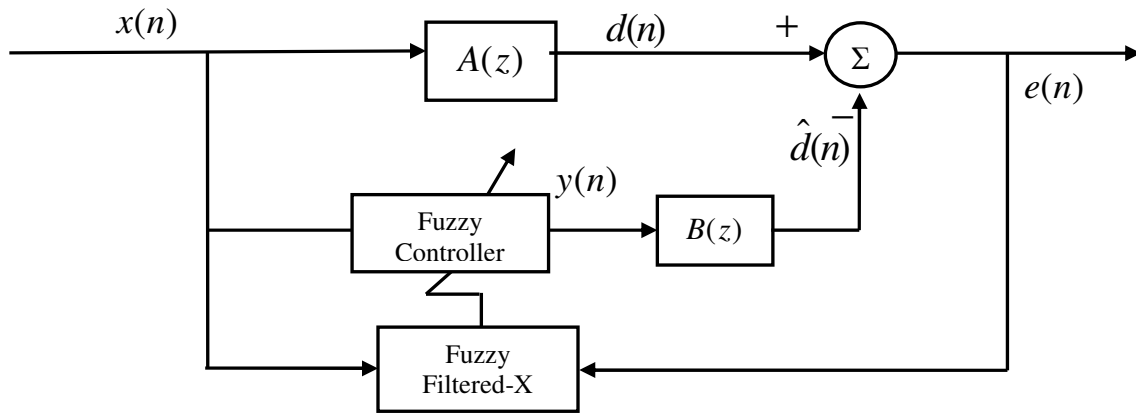 x(n)
A(z)
d(n)
+
Σ
e(n)
−
d̂(n)
Fuzzy
Controller
y(n)
B(z)
Fuzzy
Filtered-X